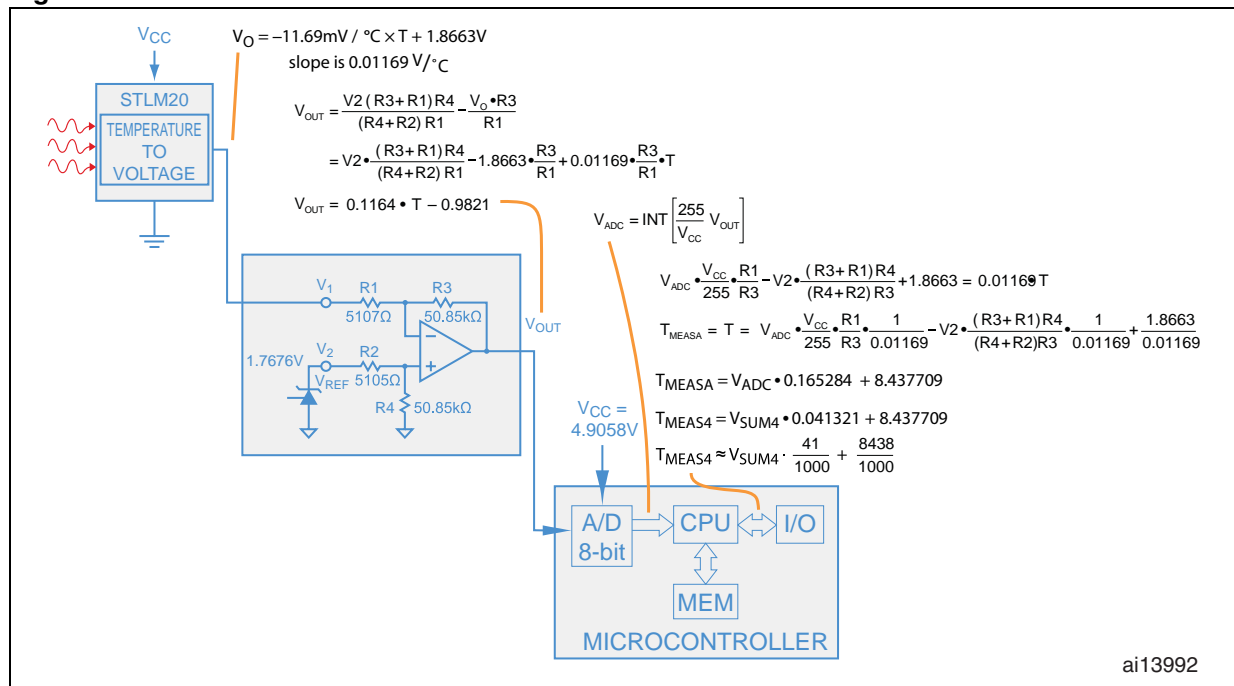 V_CC
V_O = –11.69mV / °C × T + 1.8663V
slope is 0.01169 V/°C
STLM20
TEMPERATURE
TO
VOLTAGE
V_OUT = V2 (R3+R1) R4 / (R4+R2) R1 − V_O•R3 / R1
= V2• (R3+R1) R4 / (R4+R2) R1 −1.8663• R3 / R1 +0.01169• R3 / R1 •T
V_OUT = 0.1164 • T − 0.9821
V_ADC = INT [ 255 / V_CC V_OUT ]
V_ADC • V_CC / 255 • R1 / R3 − V2• (R3+R1) R4 / (R4+R2) R3 +1.8663 = 0.01169•T
T_MEASA = T = V_ADC • V_CC / 255 • R1 / R3 • 1 / 0.01169 − V2• (R3+R1) R4 / (R4+R2)R3 • 1 / 0.01169 + 1.8663 / 0.01169
T_MEASA = V_ADC • 0.165284 + 8.437709
T_MEAS4 = V_SUM4 • 0.041321 + 8.437709
T_MEAS4 ≈ V_SUM4 · 41 / 1000 + 8438 / 1000
V_1
R1
5107Ω
R3
50.85kΩ
V_OUT
1.7676V
V_2
R2
5105Ω
V_REF
−
+
R4
50.85kΩ
V_CC =
4.9058V
A/D
8-bit
CPU
I/O
MEM
MICROCONTROLLER
ai13992